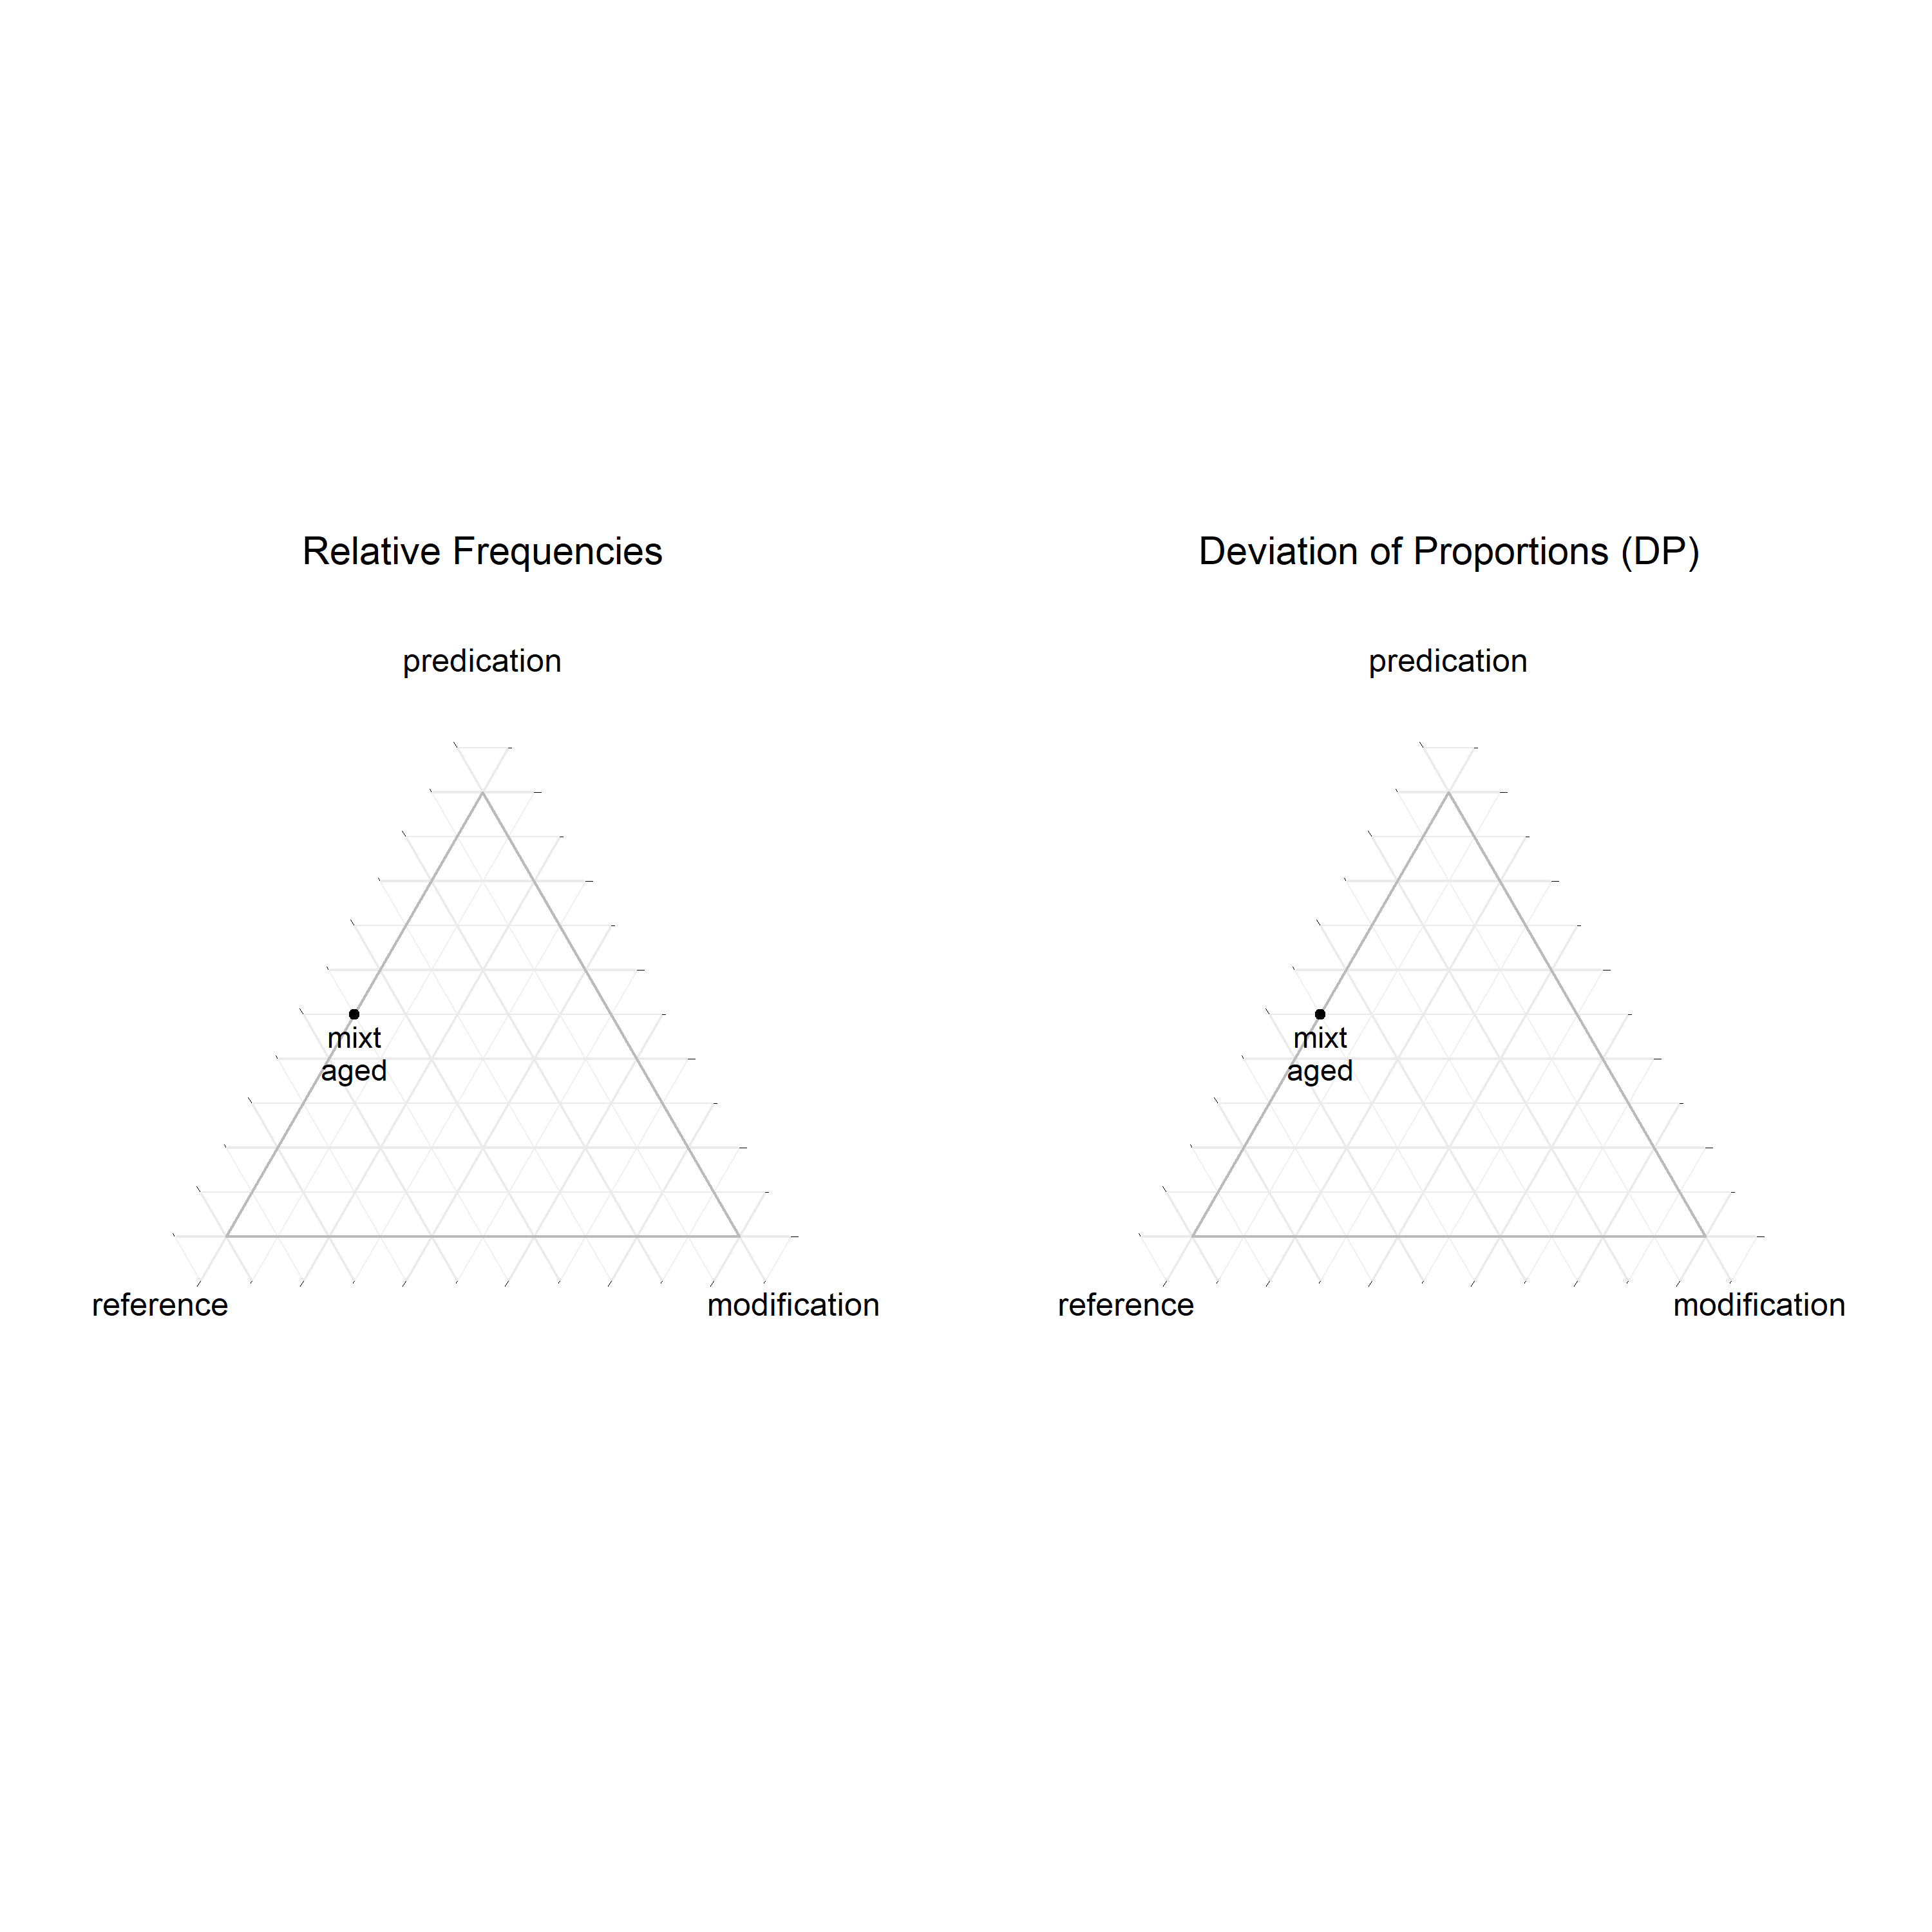 Relative Frequencies
predication
mixt
aged
reference
modification
Deviation of Proportions (DP)
predication
mixt
aged
reference
modification